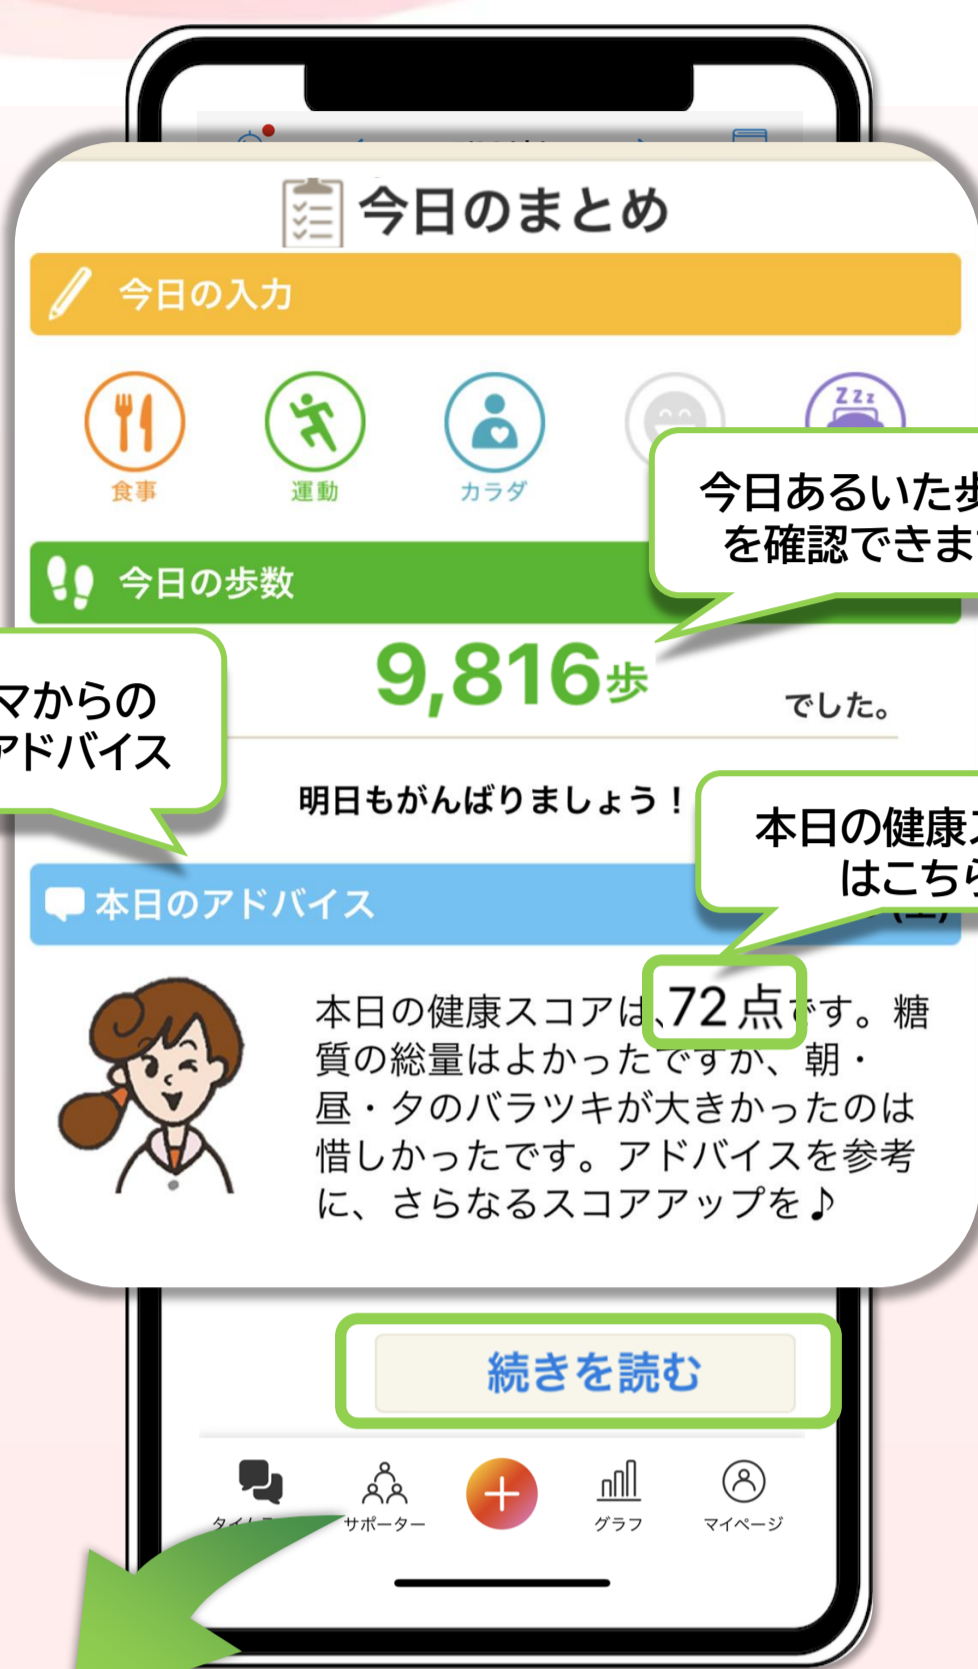 今日のまとめ
今日の入力
zzz
食事
運動
カラダ
今日あるいた
を確認できま
今日の歩数
9,816歩
でした。
マからの
アドバイス
明日もがんばりましょう！
本日の健康
はこち
本日のアドバイス
本日の健康スコアは、72点です。糖
質の総量はよかったですが、朝・
昼・夕のバラツキが大きかったのは
惜しかったです。アドバイスを参考
に、さらなるスコアアップを♪
続きを読む
サポーター
グラフ
マイページ